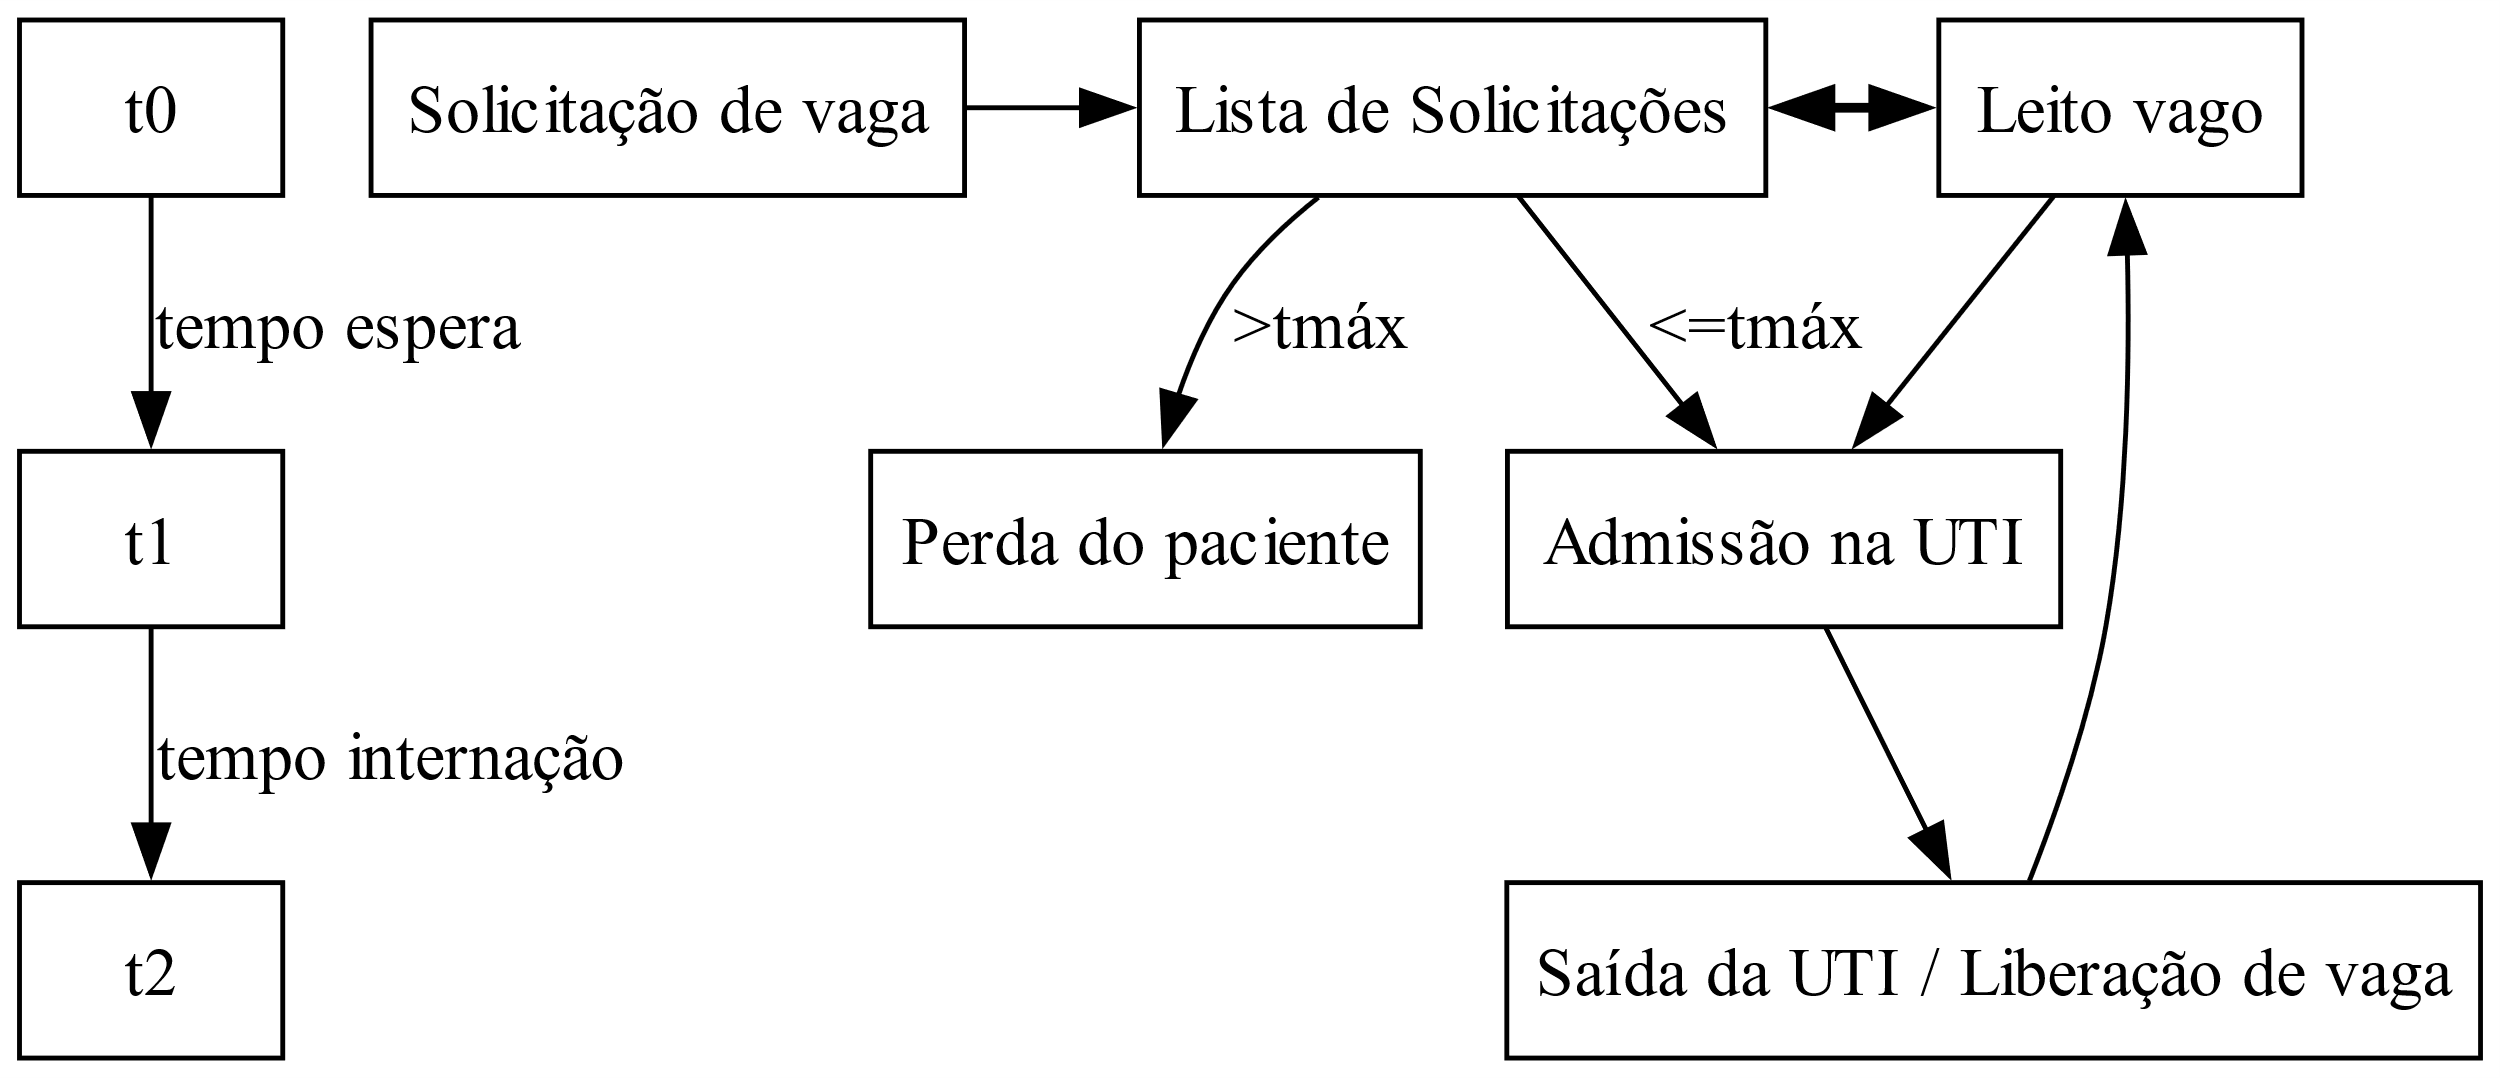 t0
Solicitação de vaga
Lista de Solicitações
Leito vago
tempo espera
>tmáx
<=tmáx
t1
Perda do paciente
Admissão na UTI
tempo internação
t2
Saída da UTI / Liberação de vaga